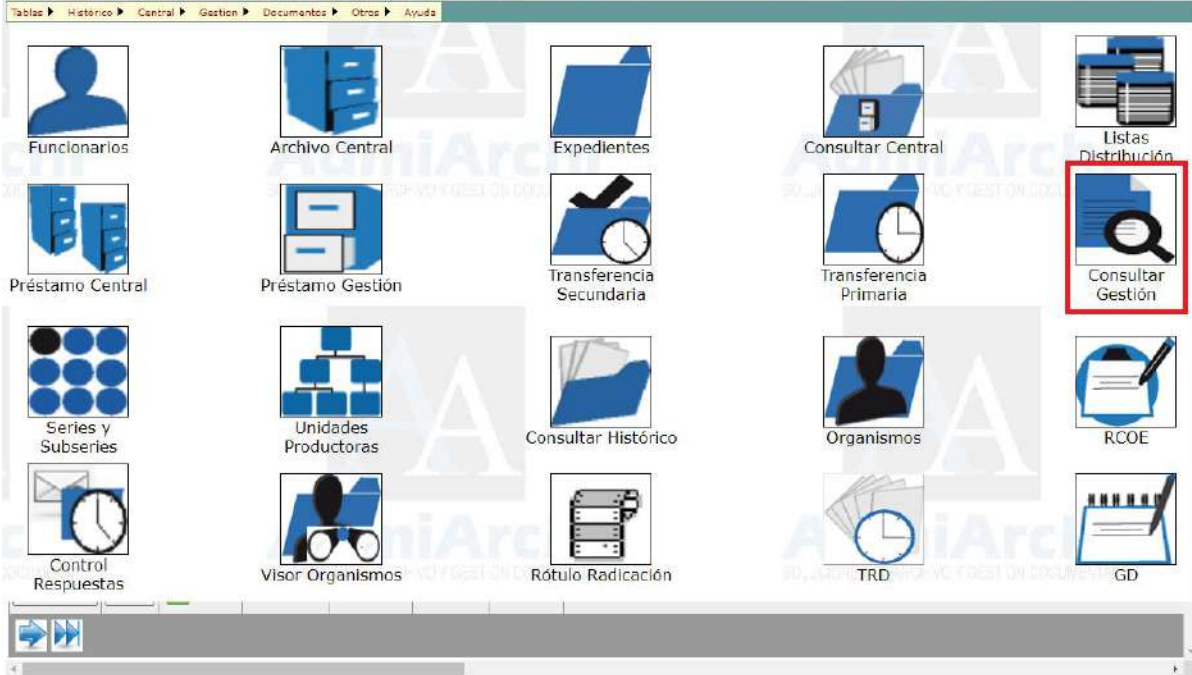 Tablas Histórico Central Gestion Documentos Otros Ayuda
Funcionarios
Archivo Central
Expedientes
Consultar Central
Listas
Distribución
Préstamo Central
Préstamo Gestión
Transferencia
Secundaria
Transferencia
Primaria
Consultar
Gestión
Series y
Subseries
Unidades
Productoras
Consultar Histórico
Organismos
RCOE
Control
Respuestas
Visor Organismos
Rótulo Radicación
TRD
GD